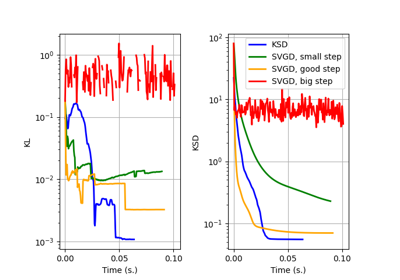 KL
10⁰
10⁻¹
10⁻²
10⁻³
0.00
0.05
0.10
Time (s.)
KSD
10²
10¹
10⁰
10⁻¹
0.00
0.05
0.10
Time (s.)
KSD
SVGD, small step
SVGD, good step
SVGD, big step